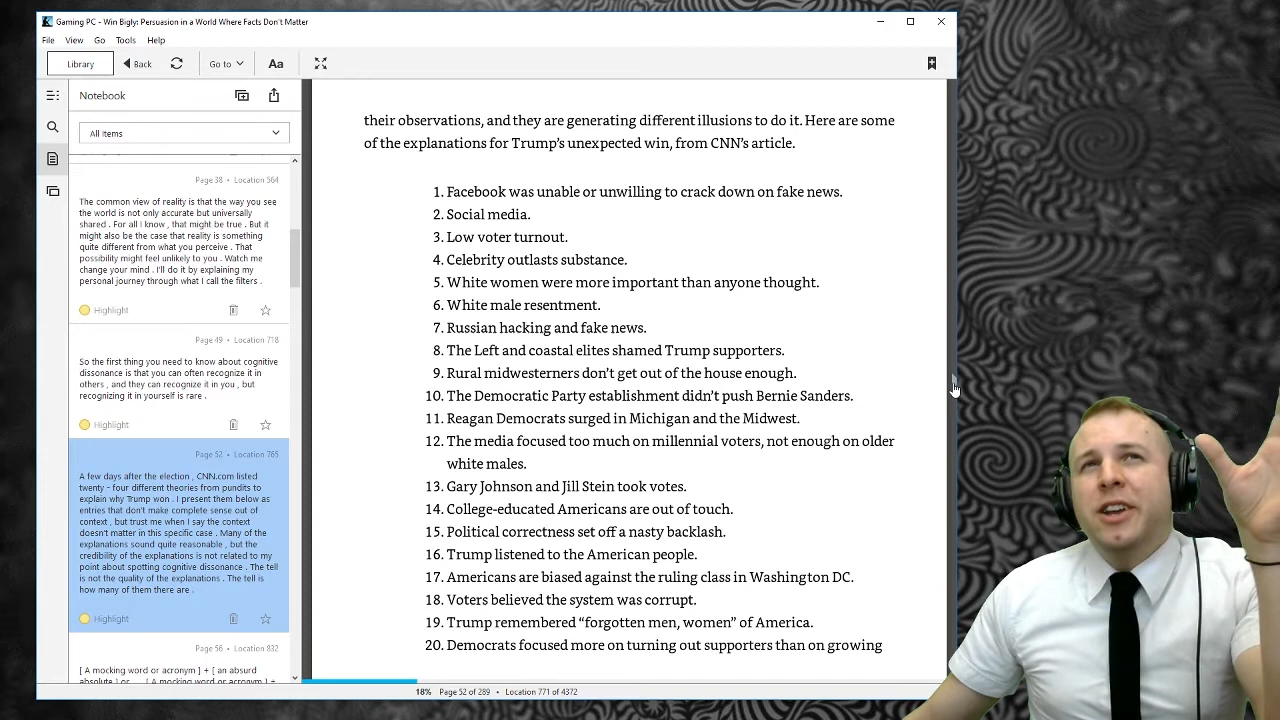 Gaming PC - Win Bigly: Persuasion in a World Where Facts Don't Matter
File View Go Tools Help
Library Back Go to Aa
Notebook
All Items
Page 38 • Location 564
The common view of reality is that the way you see
the world is not only accurate but universally
shared . For all I know , that might be true . But it
might also be the case that reality is something
quite different from what you perceive . That
possibility might feel unlikely to you . Watch me
change your mind . I'll do it by explaining my
personal journey through what I call the filters .
Highlight
Page 49 • Location 718
So the first thing you need to know about cognitive
dissonance is that you can often recognize it in
others , and they can recognize it in you , but
recognizing it in yourself is rare .
Highlight
Page 52 • Location 765
A few days after the election , CNN.com listed
twenty - four different theories from pundits to
explain why Trump won . I present them below as
entries that don't make complete sense out of
context , but trust me when I say the context
doesn't matter in this specific case . Many of the
explanations sound quite reasonable , but the
credibility of the explanations is not related to my
point about spotting cognitive dissonance . The tell
is not the quality of the explanations . The tell is
how many of them there are .
Highlight
Page 56 • Location 832
[ A mocking word or acronym ] + [ an absurd
absolute ] or . . . [ A mocking word or acronym ] +
their observations, and they are generating different illusions to do it. Here are some
of the explanations for Trump’s unexpected win, from CNN’s article.
1. Facebook was unable or unwilling to crack down on fake news.
2. Social media.
3. Low voter turnout.
4. Celebrity outlasts substance.
5. White women were more important than anyone thought.
6. White male resentment.
7. Russian hacking and fake news.
8. The Left and coastal elites shamed Trump supporters.
9. Rural midwesterners don’t get out of the house enough.
10. The Democratic Party establishment didn’t push Bernie Sanders.
11. Reagan Democrats surged in Michigan and the Midwest.
12. The media focused too much on millennial voters, not enough on older
white males.
13. Gary Johnson and Jill Stein took votes.
14. College-educated Americans are out of touch.
15. Political correctness set off a nasty backlash.
16. Trump listened to the American people.
17. Americans are biased against the ruling class in Washington DC.
18. Voters believed the system was corrupt.
19. Trump remembered “forgotten men, women” of America.
20. Democrats focused more on turning out supporters than on growing
18% Page 52 of 289 • Location 771 of 4372